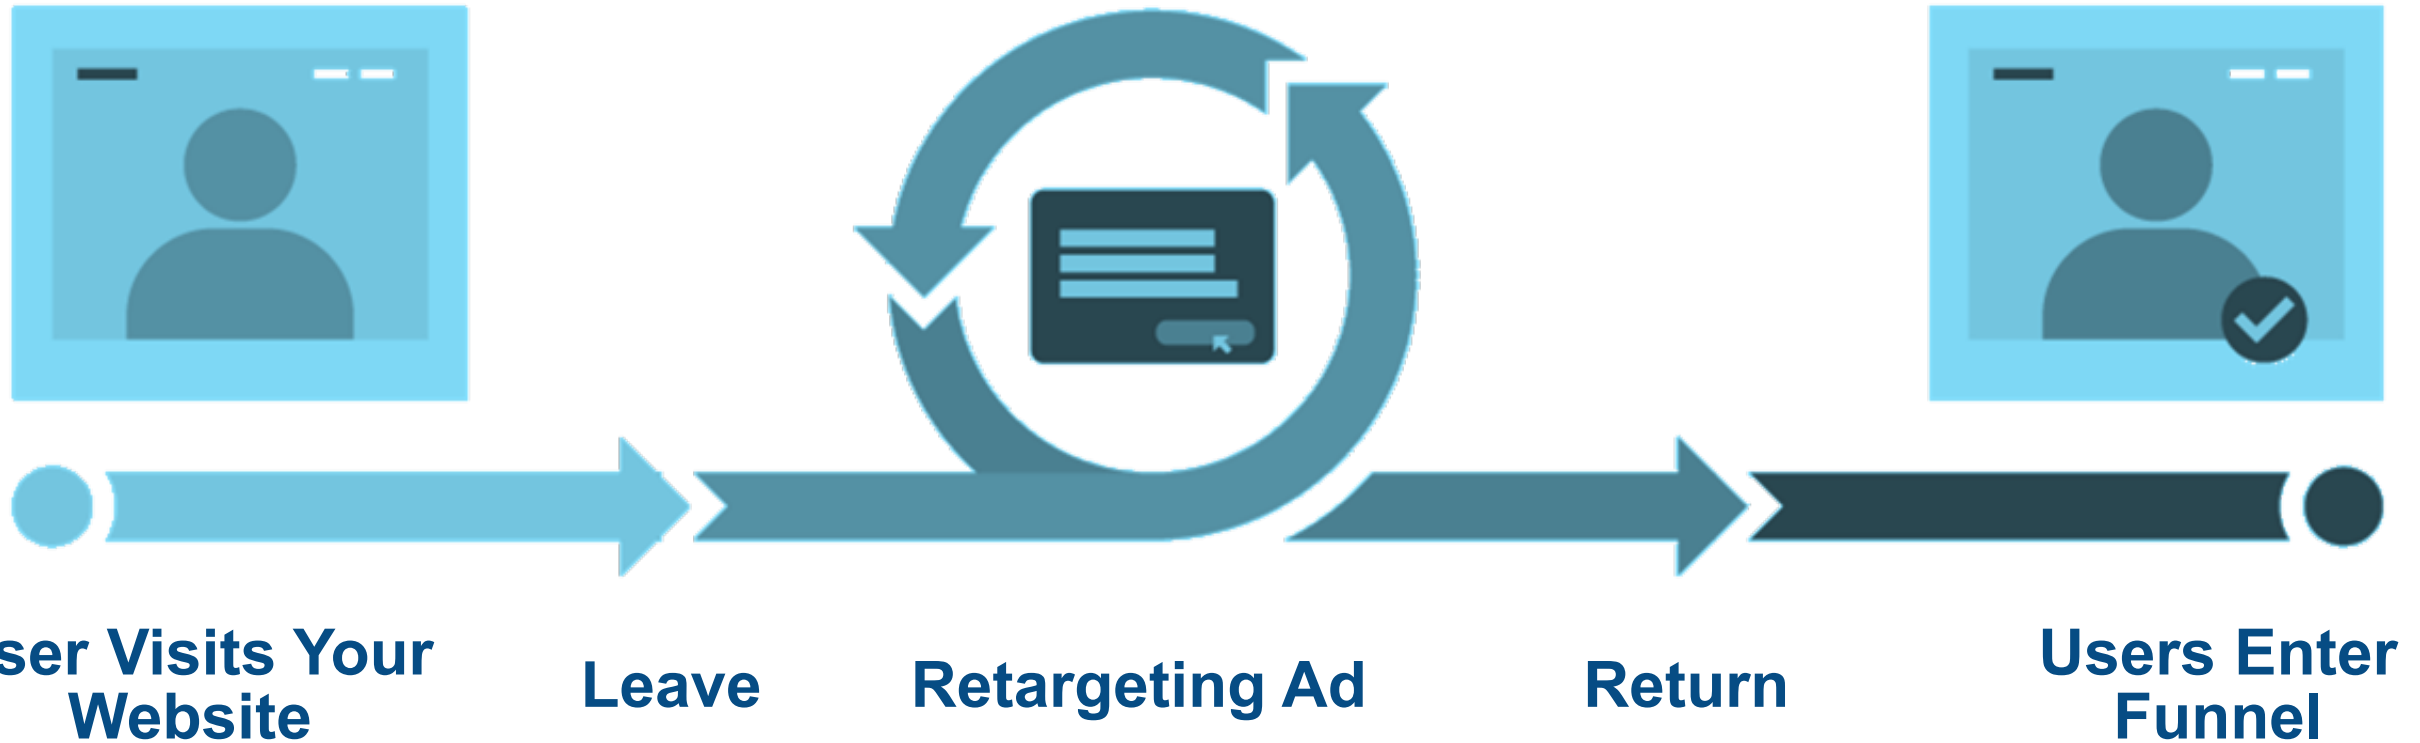 ser Visits Your
Website
Leave
Retargeting Ad
Return
Users Enter
Funnel